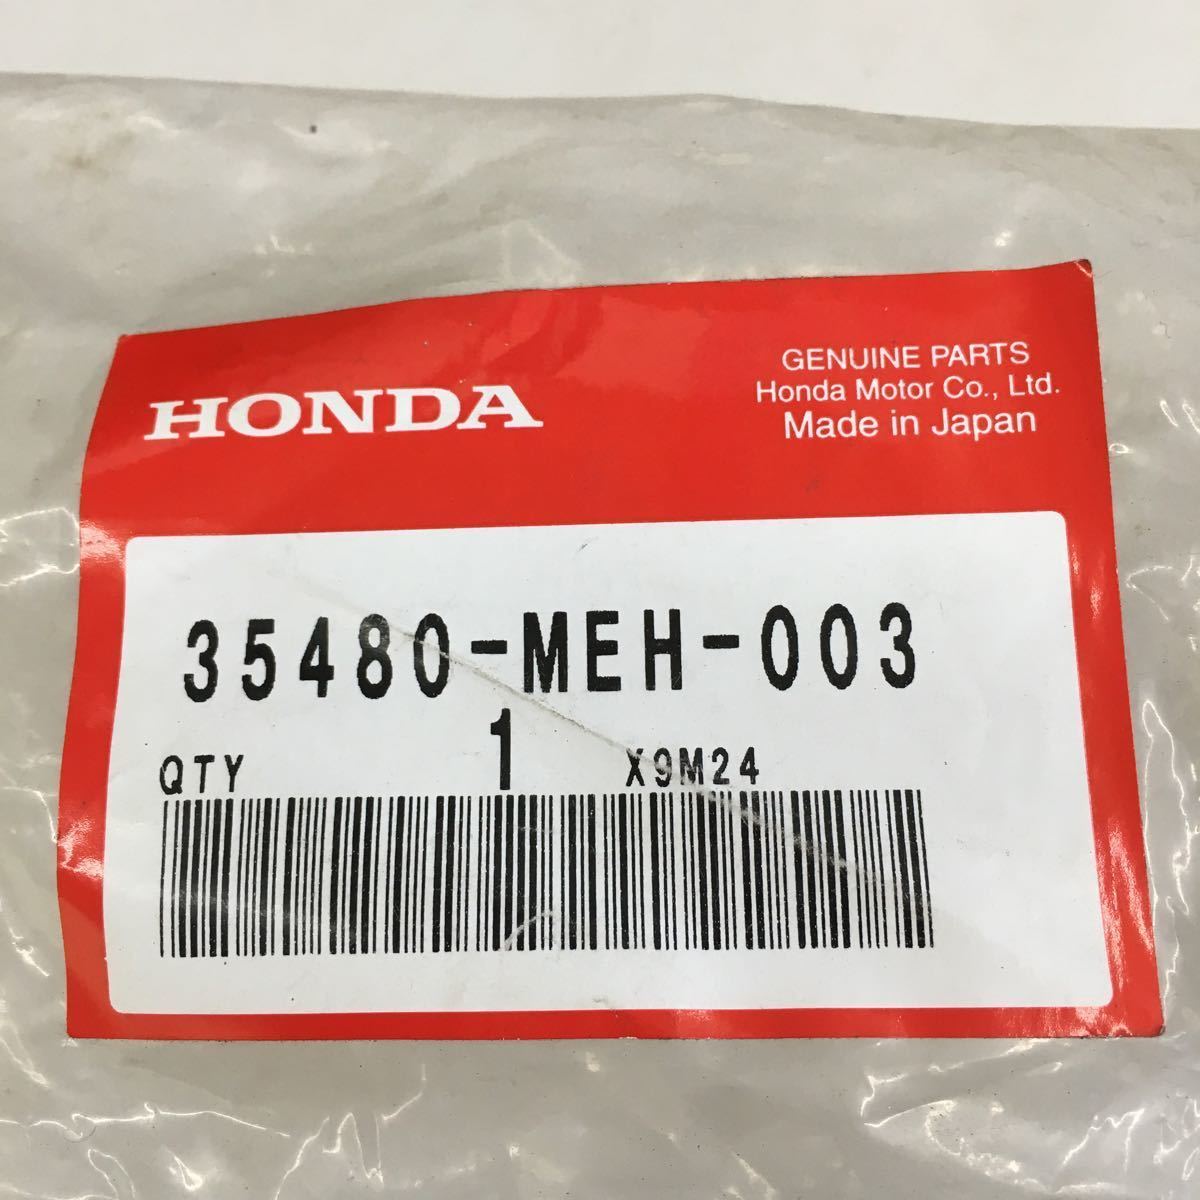 HONDA
GENUINE PARTS
Honda Motor Co., Ltd.
Made in Japan
35480-MEH-003
QTY 1 X9M24